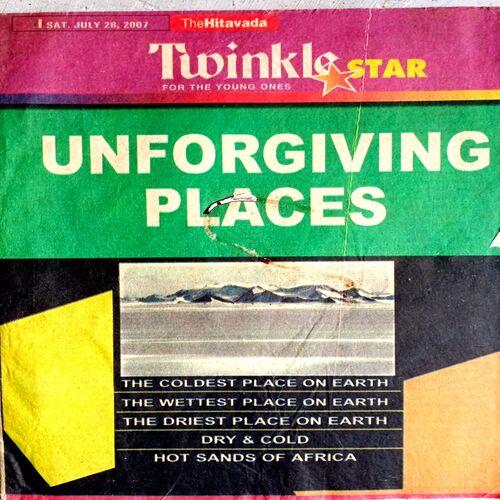 SAT. JULY 28, 2007
TheHitavada
Twinkle STAR
FOR THE YOUNG ONES
UNFORGIVING
PLACES
THE COLDEST PLACE ON EARTH
THE WETTEST PLACE ON EARTH
THE DRIEST PLACE ON EARTH
DRY & COLD
HOT SANDS OF AFRICA